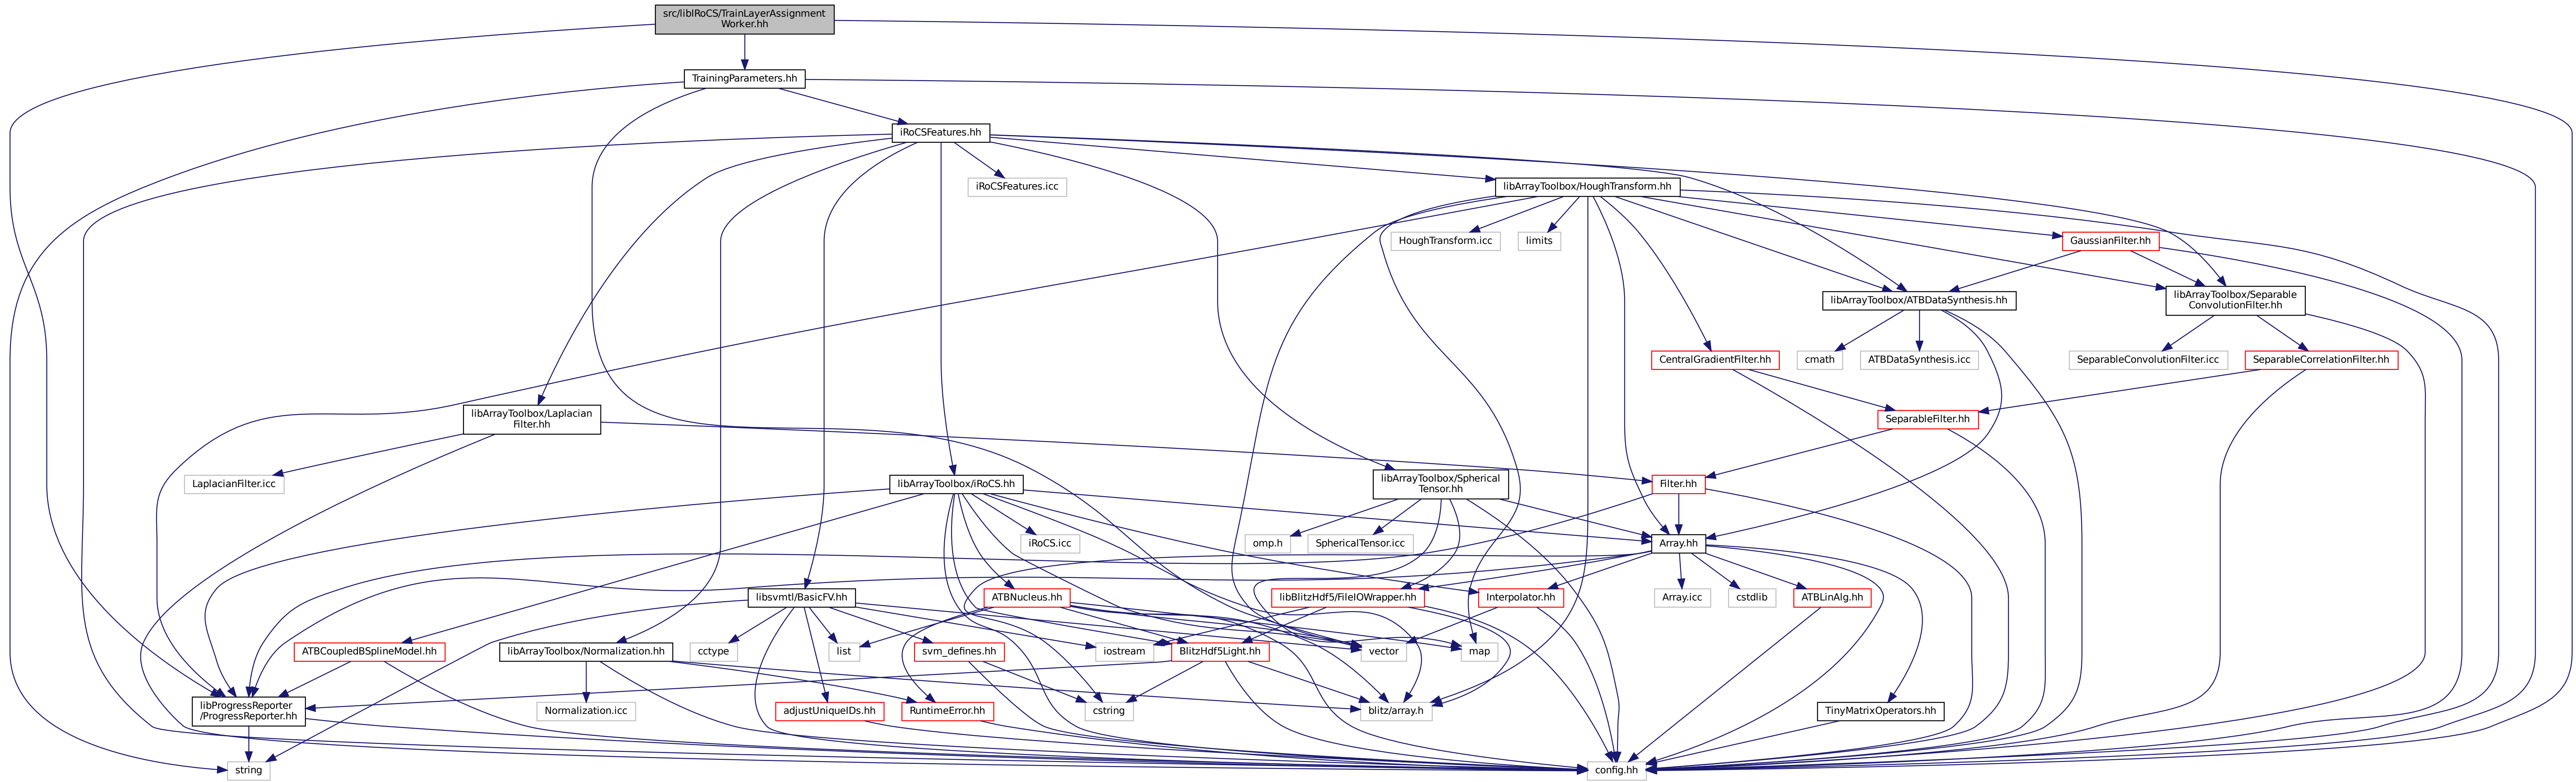 src/libIRoCS/TrainLayerAssignment
Worker.hh
TrainingParameters.hh
iRoCSFeatures.hh
iRoCSFeatures.icc
libArrayToolbox/HoughTransform.hh
HoughTransform.icc
limits
GaussianFilter.hh
libArrayToolbox/ATBDataSynthesis.hh
libArrayToolbox/Separable
ConvolutionFilter.hh
CentralGradientFilter.hh
cmath
ATBDataSynthesis.icc
SeparableConvolutionFilter.icc
SeparableCorrelationFilter.hh
libArrayToolbox/Laplacian
Filter.hh
SeparableFilter.hh
LaplacianFilter.icc
libArrayToolbox/iRoCS.hh
libArrayToolbox/Spherical
Tensor.hh
Filter.hh
iRoCS.icc
omp.h
SphericalTensor.icc
Array.hh
libsvmtl/BasicFV.hh
ATBNucleus.hh
libBlitzHdf5/FileIOWrapper.hh
Interpolator.hh
Array.icc
cstdlib
ATBLinAlg.hh
ATBCoupledBSplineModel.hh
libArrayToolbox/Normalization.hh
cctype
list
svm_defines.hh
iostream
BlitzHdf5Light.hh
vector
map
libProgressReporter
/ProgressReporter.hh
Normalization.icc
adjustUniqueIDs.hh
RuntimeError.hh
cstring
blitz/array.h
TinyMatrixOperators.hh
string
config.hh